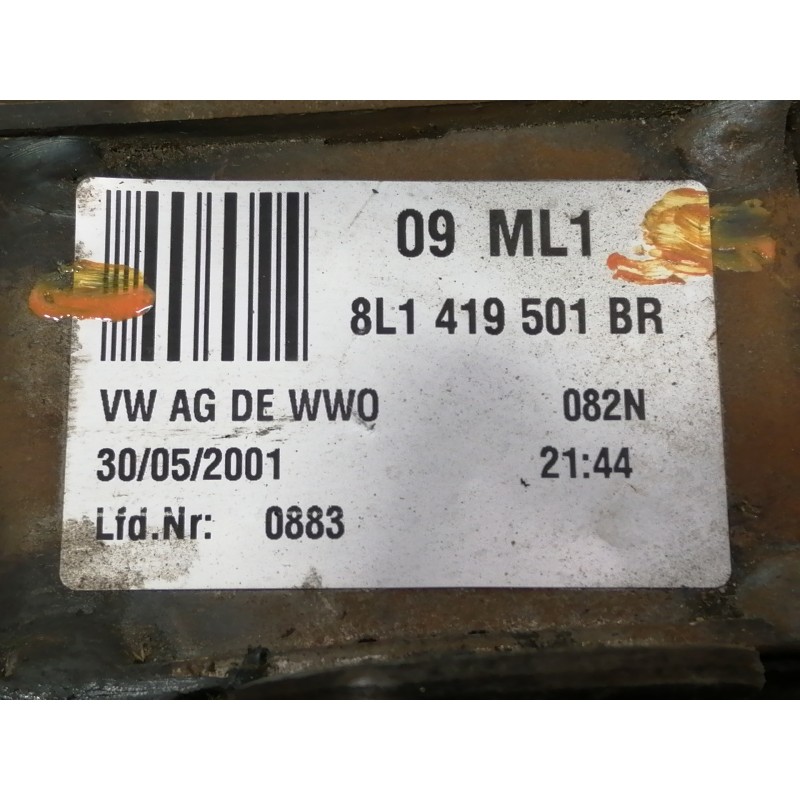 09 ML1
8L1 419 501 BR
VW AG DE WWO 082N
30/05/2001 21:44
Lfd.Nr: 0883